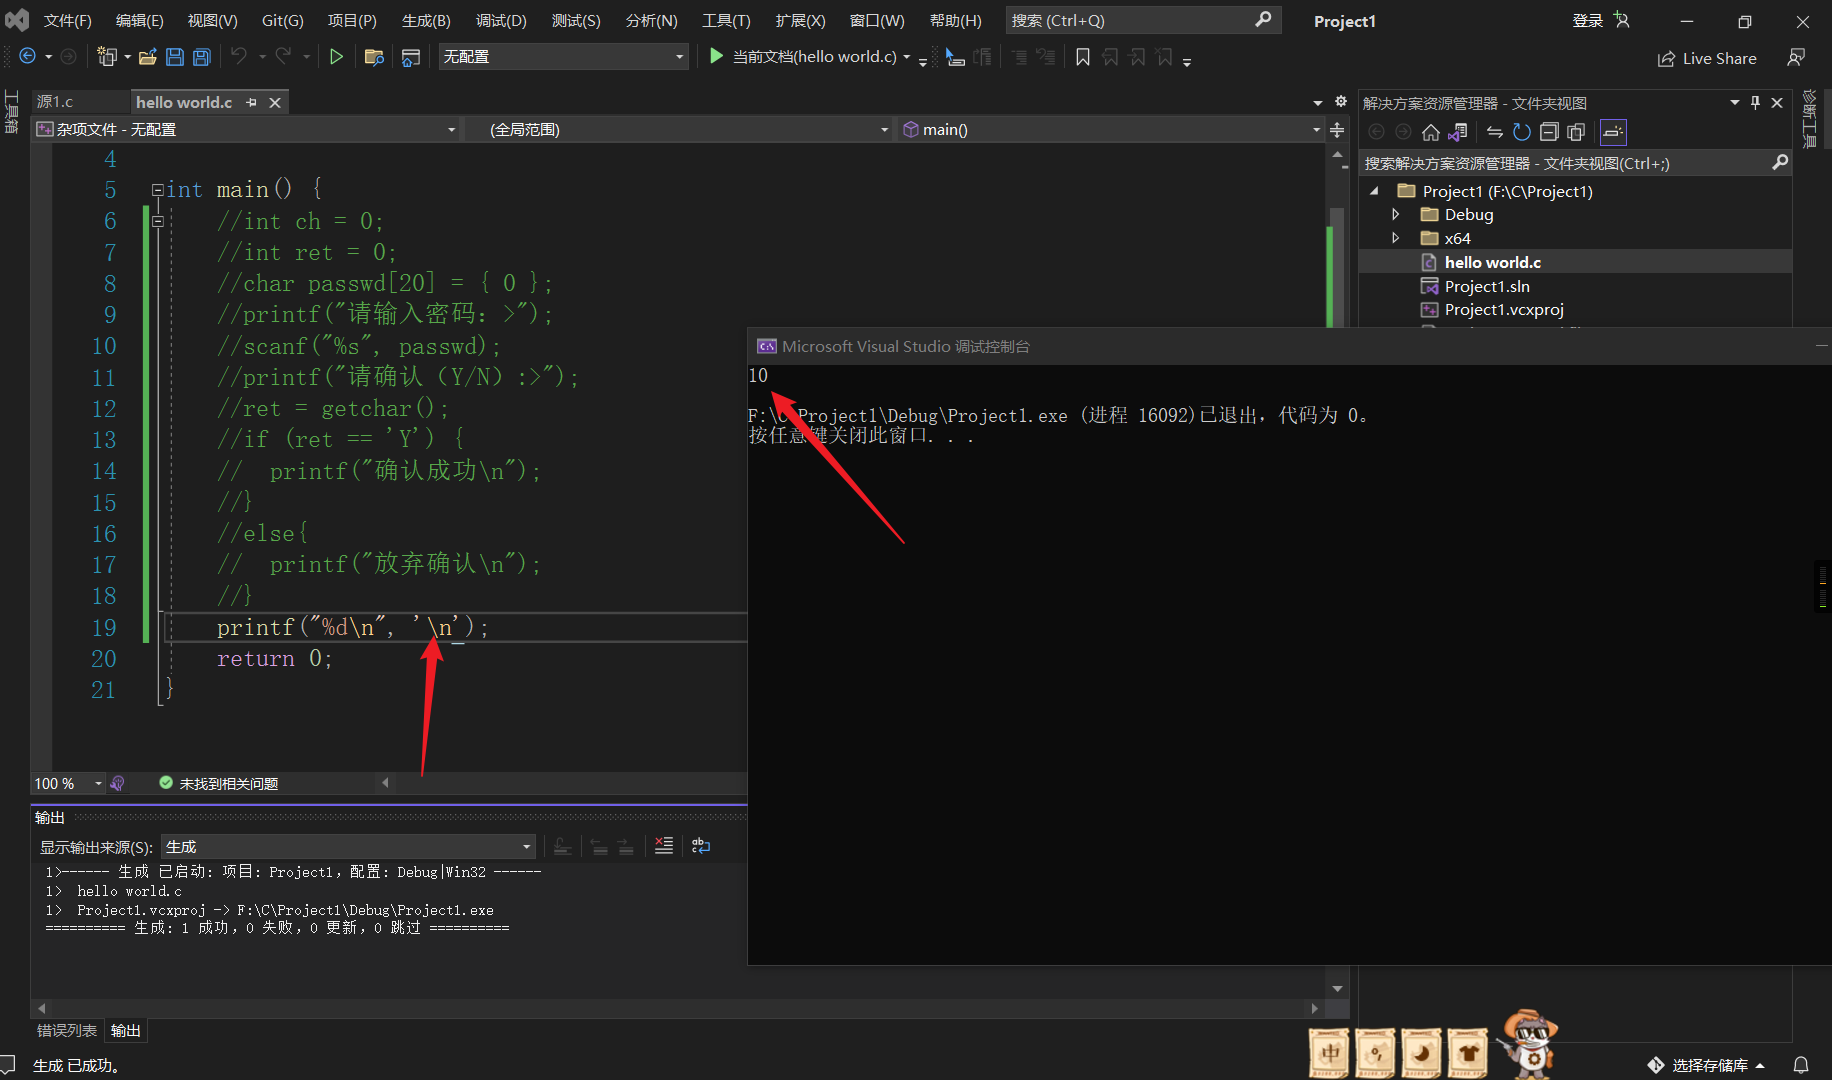 文件(F) 编辑(E) 视图(V) Git(G) 项目(P) 生成(B) 调试(D) 测试(S) 分析(N) 工具(T) 扩展(X) 窗口(W) 帮助(H) 搜索 (Ctrl+Q) Project1 登录
无配置 当前文档(hello world.c) Live Share
工具箱
源1.c hello world.c
杂项文件 - 无配置 (全局范围) main()
4
5 int main() {
6 //int ch = 0;
7 //int ret = 0;
8 //char passwd[20] = { 0 };
9 //printf("请输入密码：>");
10 //scanf("%s", passwd);
11 //printf("请确认（Y/N）:>");
12 //ret = getchar();
13 //if (ret == 'Y') {
14 // printf("确认成功\n");
15 //}
16 //else{
17 // printf("放弃确认\n");
18 //}
19 printf("%d\n", '\n');
20 return 0;
21 }
100 % 未找到相关问题
解决方案资源管理器 - 文件夹视图
诊断工具
搜索解决方案资源管理器 - 文件夹视图(Ctrl+;)
Project1 (F:\C\Project1)
Debug
x64
hello world.c
Project1.sln
Project1.vcxproj
Microsoft Visual Studio 调试控制台
10
F:\C\Project1\Debug\Project1.exe (进程 16092)已退出，代码为 0。
按任意键关闭此窗口. . .
输出
显示输出来源(S): 生成
1>------ 生成 已启动: 项目: Project1, 配置: Debug|Win32 ------
1> hello world.c
1> Project1.vcxproj -> F:\C\Project1\Debug\Project1.exe
========== 生成: 1 成功，0 失败，0 更新，0 跳过 ==========
错误列表 输出
中
生成 已成功。 选择存储库